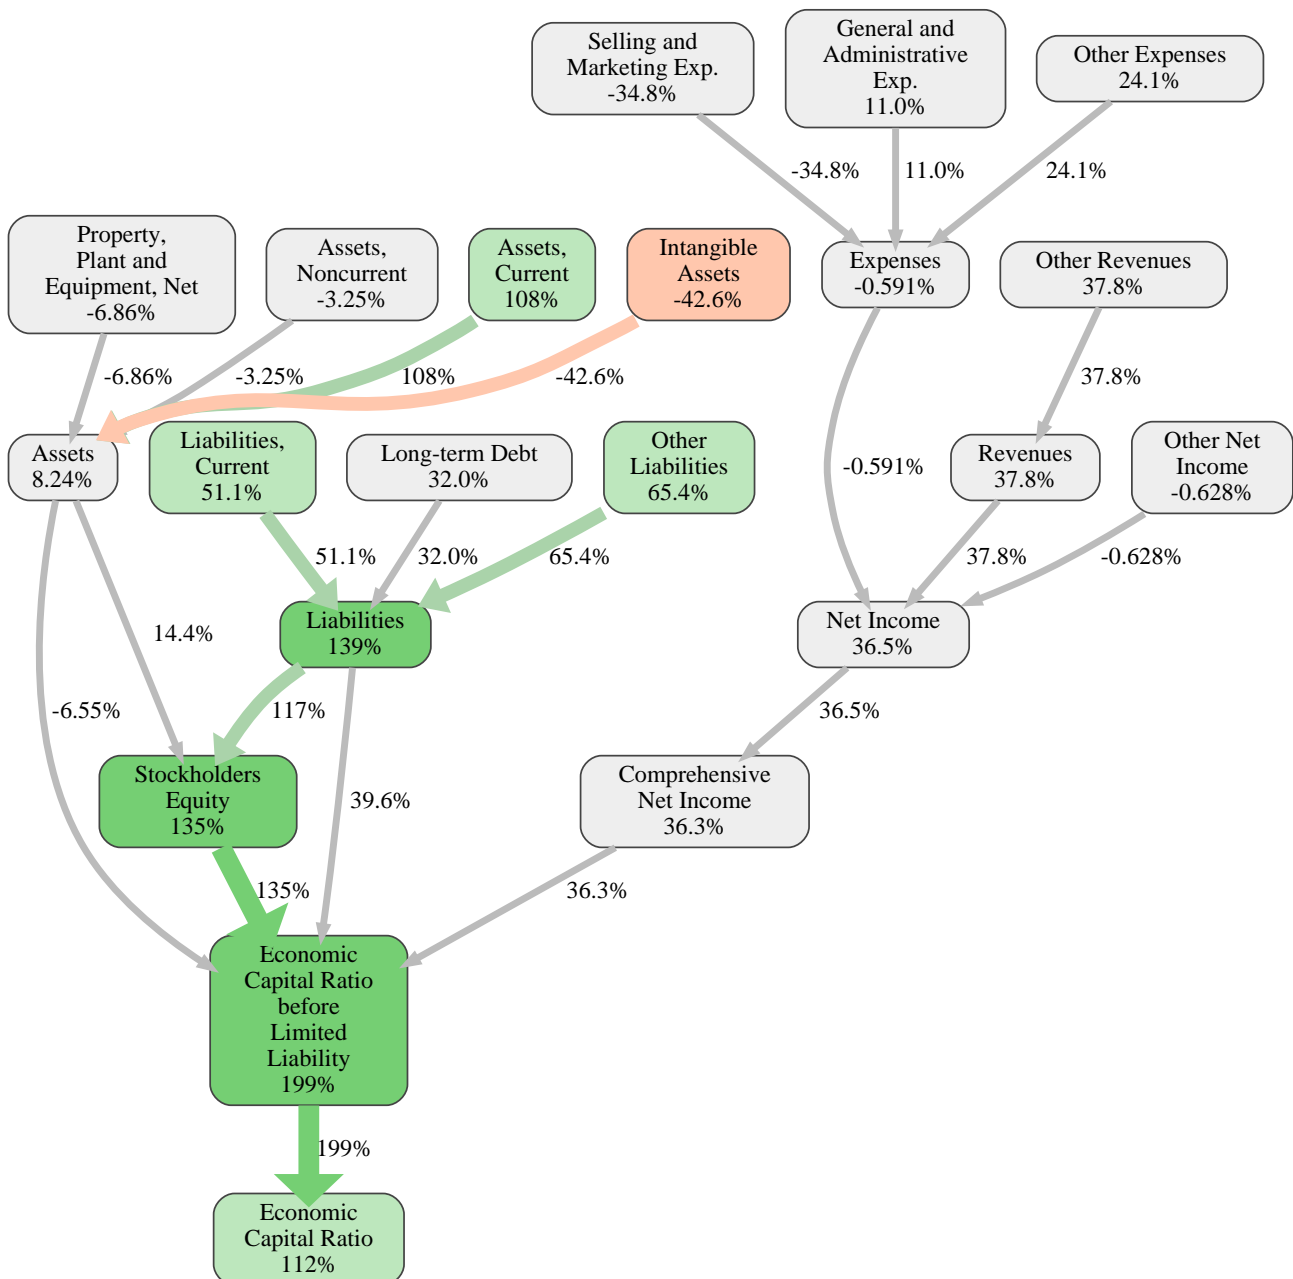 Selling and
Marketing Exp.
-34.8%
General and
Administrative
Exp.
11.0%
Other Expenses
24.1%
-34.8%
11.0%
24.1%
Property,
Plant and
Equipment, Net
-6.86%
Assets,
Noncurrent
-3.25%
Assets,
Current
108%
Intangible
Assets
-42.6%
Expenses
-0.591%
Other Revenues
37.8%
-6.86%
-3.25%
108%
-42.6%
37.8%
Assets
8.24%
Liabilities,
Current
51.1%
Long-term Debt
32.0%
Other
Liabilities
65.4%
-0.591%
Revenues
37.8%
Other Net
Income
-0.628%
51.1%
32.0%
65.4%
37.8%
-0.628%
Liabilities
139%
Net Income
36.5%
14.4%
-6.55%
117%
36.5%
Stockholders
Equity
135%
39.6%
Comprehensive
Net Income
36.3%
135%
36.3%
Economic
Capital Ratio
before
Limited
Liability
199%
199%
Economic
Capital Ratio
112%